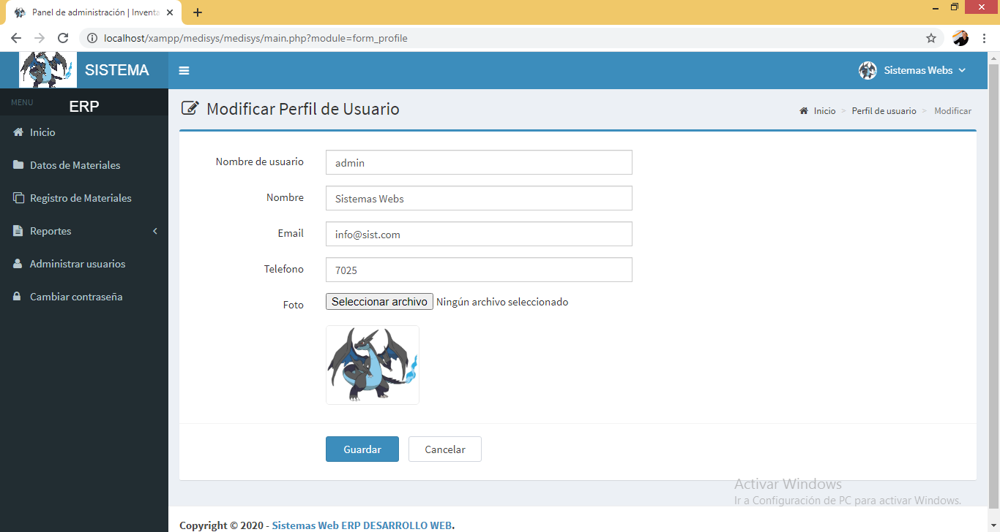 Panel de administración | Inventa
localhost/xampp/medisys/medisys/main.php?module=form_profile
SISTEMA
Sistemas Webs
MENU
ERP
Inicio
Datos de Materiales
Registro de Materiales
Reportes
Administrar usuarios
Cambiar contraseña
Modificar Perfil de Usuario
Inicio > Perfil de usuario > Modificar
Nombre de usuario admin
Nombre Sistemas Webs
Email info@sist.com
Telefono 7025
Foto Seleccionar archivo Ningún archivo seleccionado
Guardar Cancelar
Activar Windows
Ir a Configuración de PC para activar Windows.
Copyright © 2020 - Sistemas Web ERP DESARROLLO WEB.